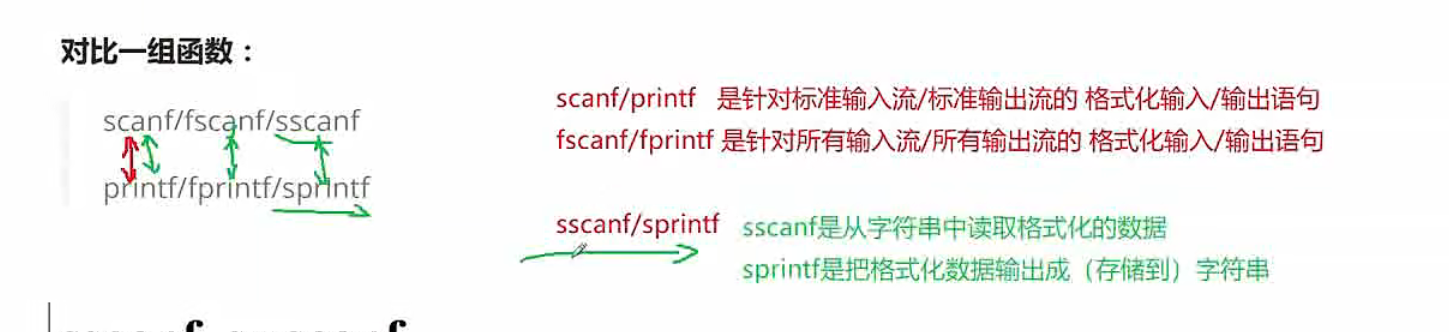 对比一组函数：
scanf/fscanf/sscanf
printf/fprintf/sprintf
scanf/printf 是针对标准输入流/标准输出流的 格式化输入/输出语句
fscanf/fprintf 是针对所有输入流/所有输出流的 格式化输入/输出语句
sscanf/sprintf sscanf是从字符串中读取格式化的数据
sprintf是把格式化数据输出成（存储到）字符串